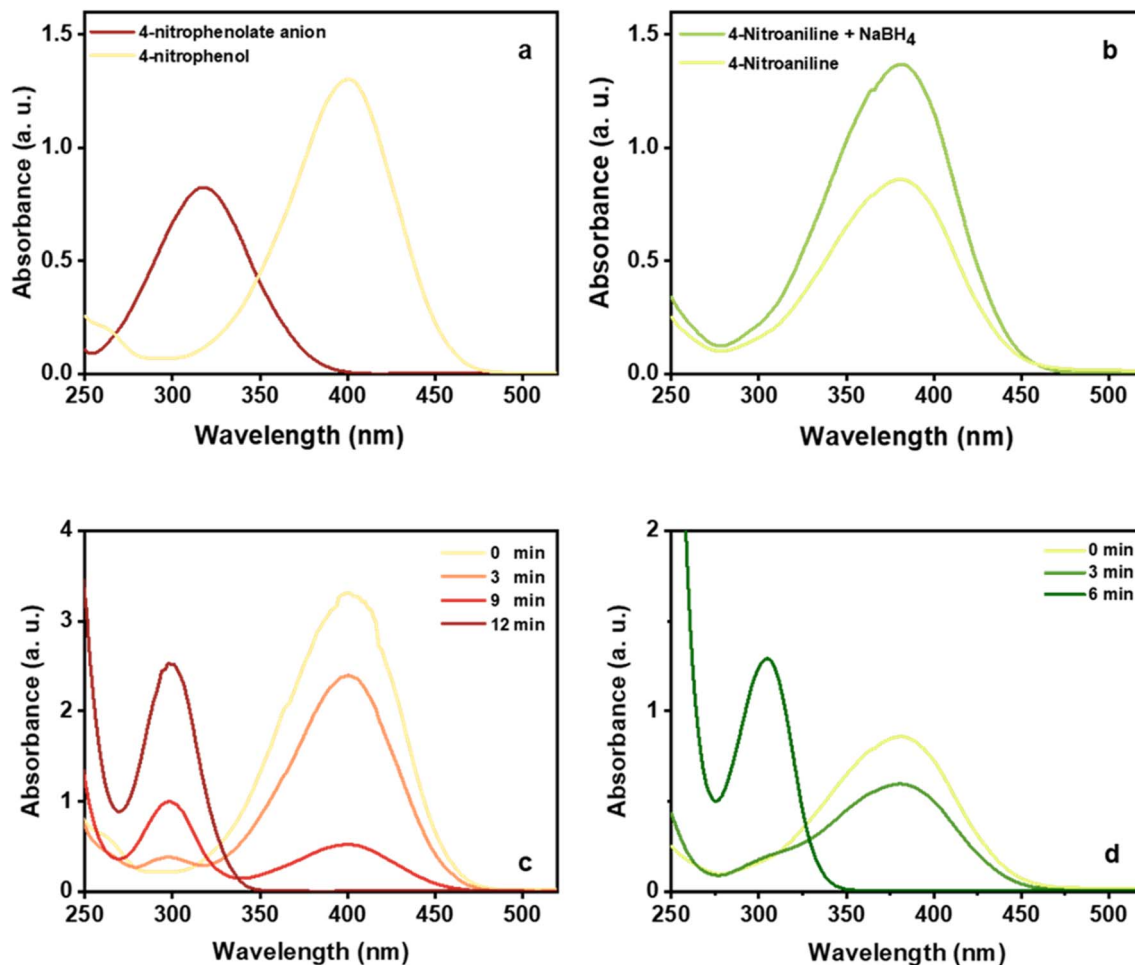 1.5
1.0
0.5
0.0
Absorbance (a. u.)
4-nitrophenolate anion
4-nitrophenol
a
250 300 350 400 450 500
Wavelength (nm)
1.5
1.0
0.5
0.0
Absorbance (a. u.)
4-Nitroaniline + NaBH₄
4-Nitroaniline
b
250 300 350 400 450 500
Wavelength (nm)
4
3
2
1
0
Absorbance (a. u.)
0 min
3 min
9 min
12 min
c
250 300 350 400 450 500
Wavelength (nm)
2
1
0
Absorbance (a. u.)
0 min
3 min
6 min
d
250 300 350 400 450 500
Wavelength (nm)